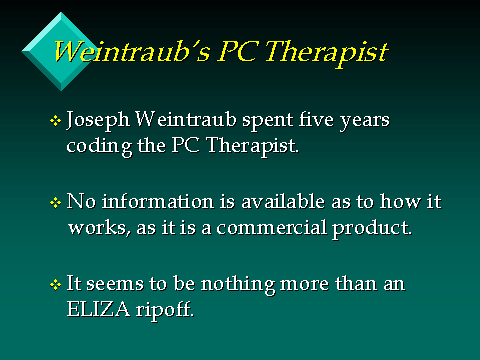 Weintraub's PC Therapist
Joseph Weintraub spent five years
coding the PC Therapist.
No information is available as to how it
works, as it is a commercial product.
It seems to be nothing more than an
ELIZA ripoff.